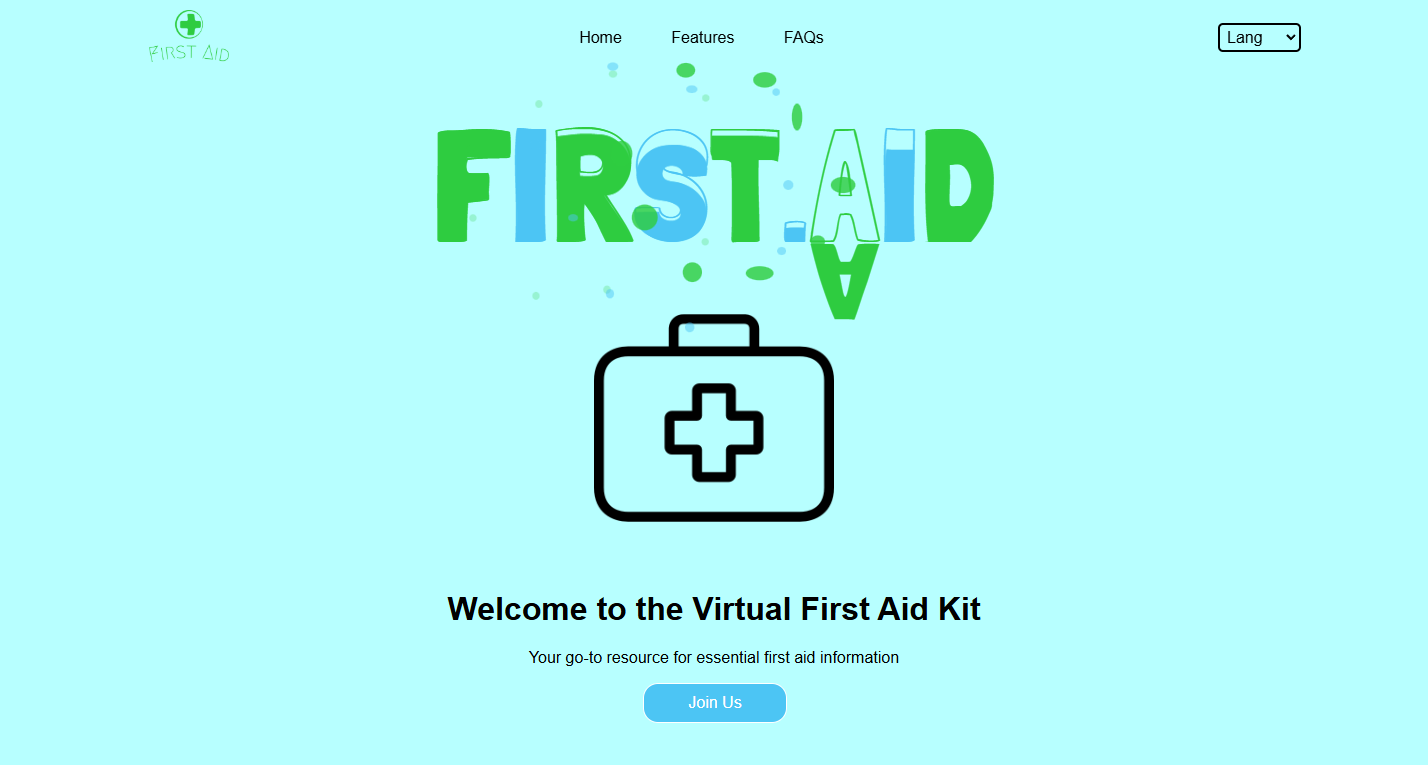 FIRST AID
Home
Features
FAQs
Lang
FIRST.AID
A
Welcome to the Virtual First Aid Kit
Your go-to resource for essential first aid information
Join Us